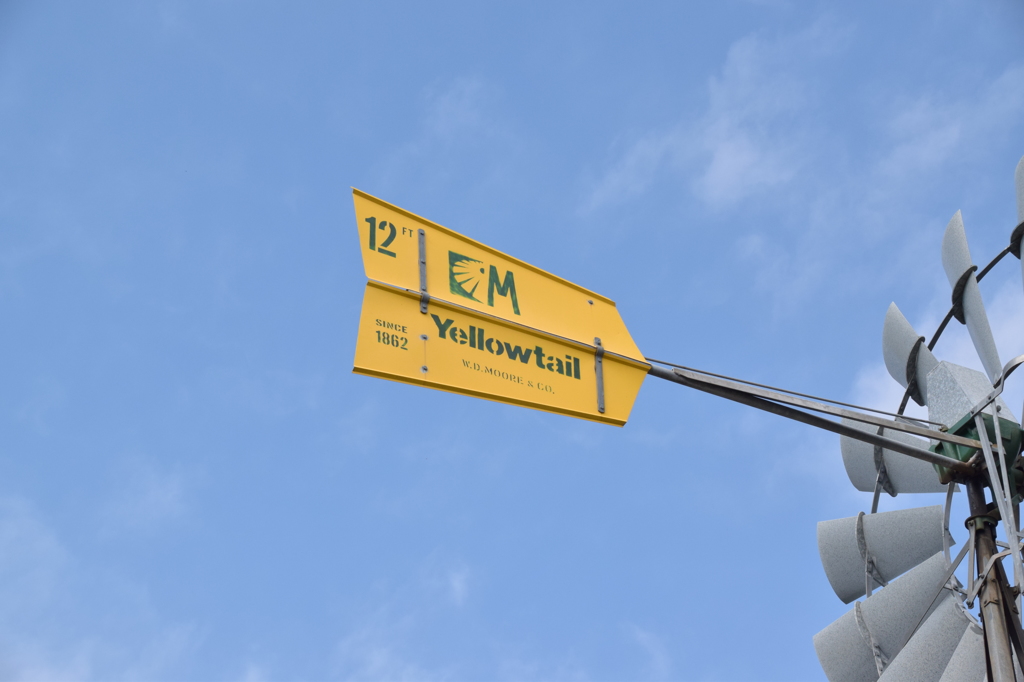 12 FT
M
SINCE
1862
Yellowtail
W.D.MOORE & CO.